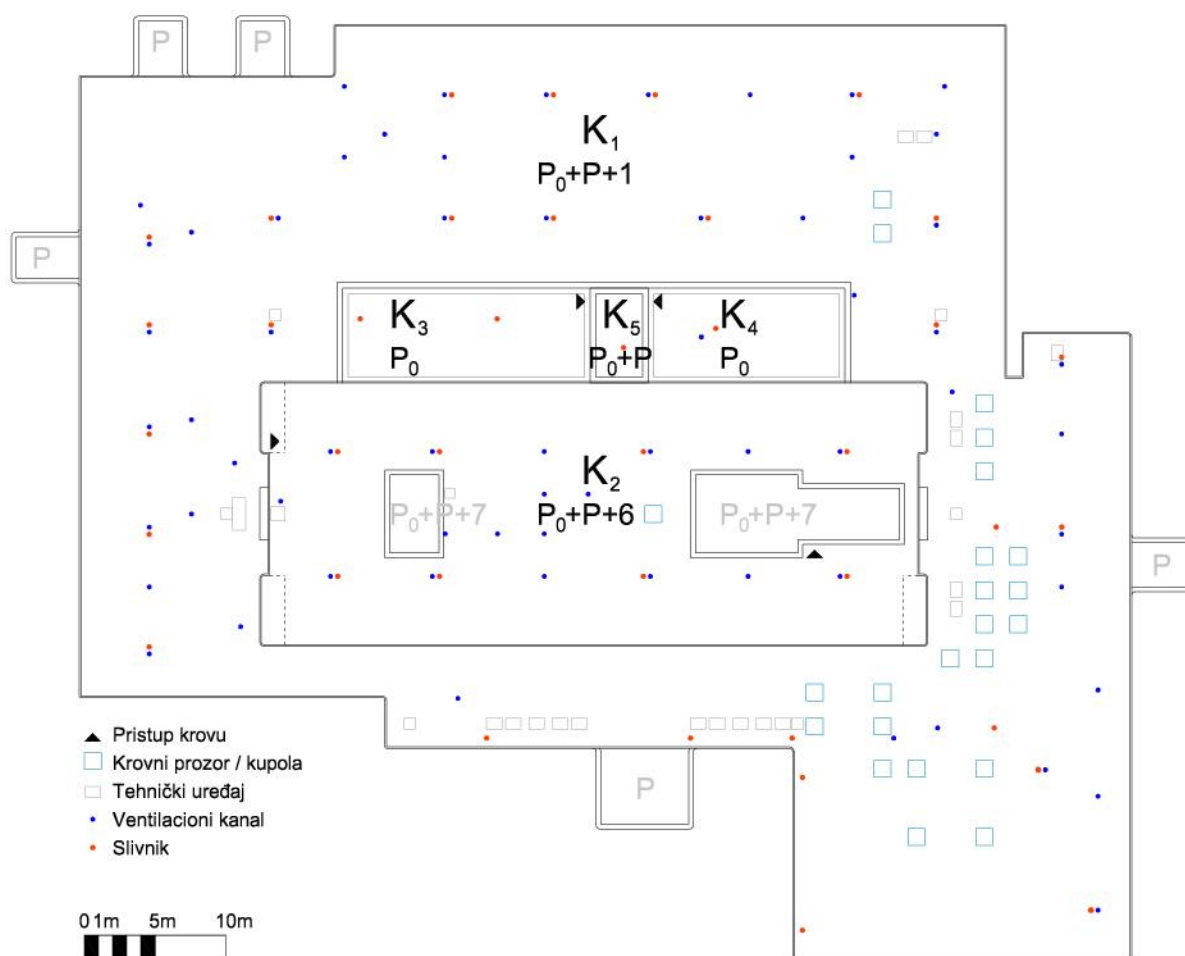 P P
K1
P0+P+1
P
K3 K5 K4
P0 P0+P P0
K2
P0+P+7 P0+P+6 P0+P+7
P
P
Pristup krovu
Krovni prozor / kupola
Tehnički uređaj
Ventilacioni kanal
Slivnik
0 1m 5m 10m